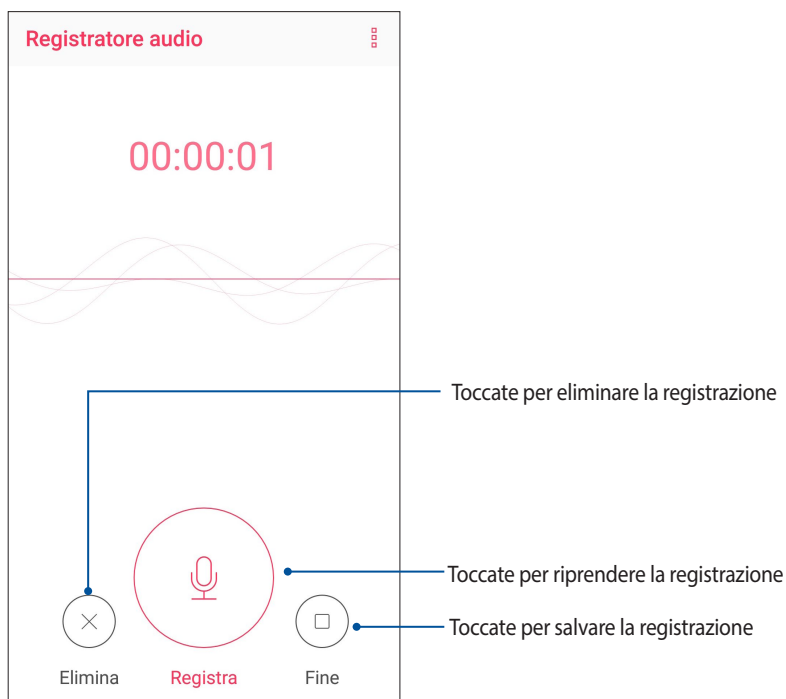 Registratore audio
00:00:01
Toccate per eliminare la registrazione
Toccate per riprendere la registrazione
Toccate per salvare la registrazione
Elimina Registra Fine